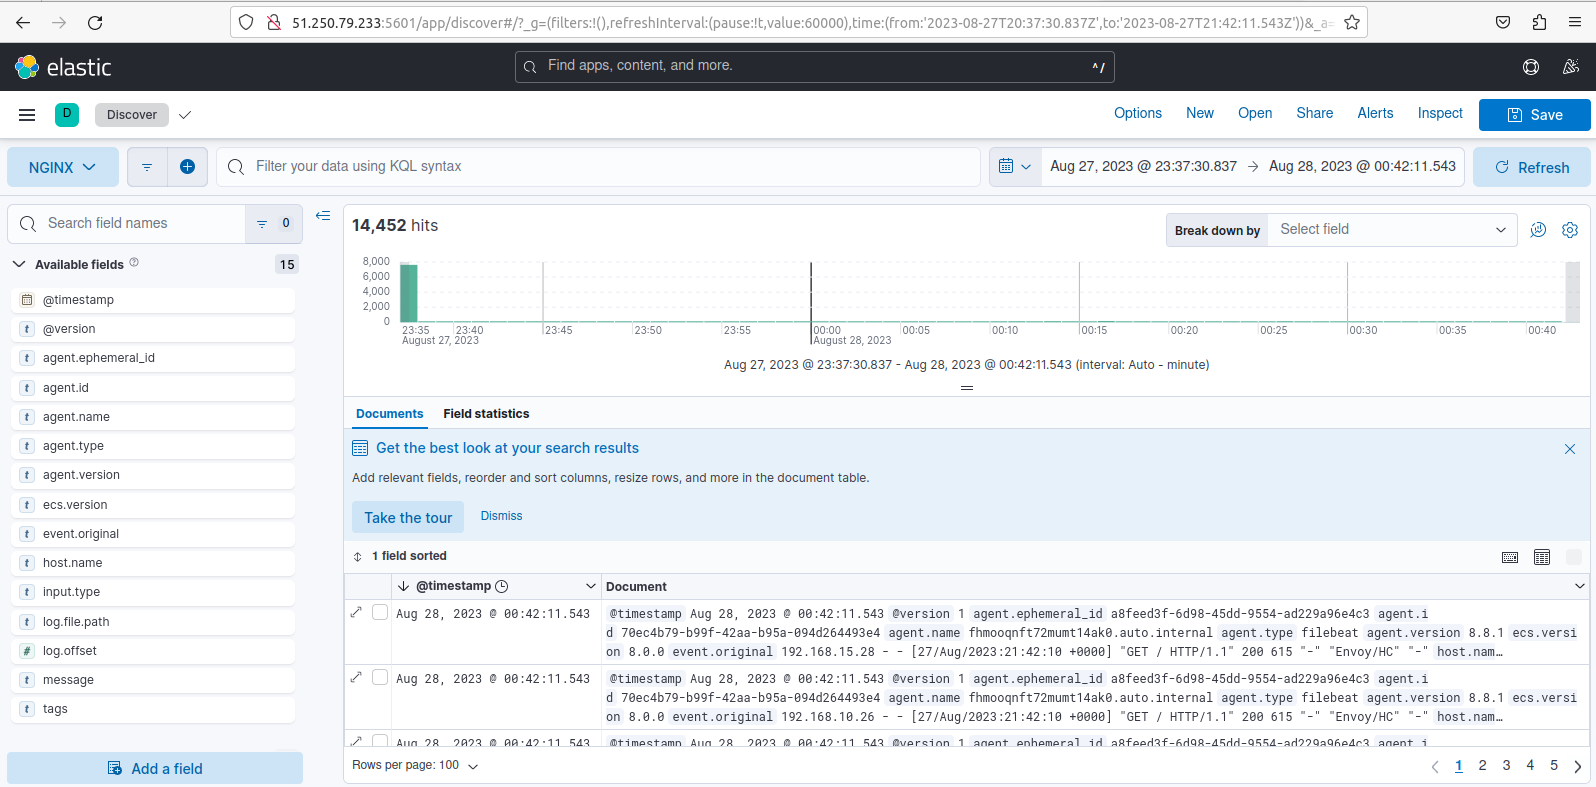 51.250.79.233:5601/app/discover#/?_g=(filters:!(),refreshInterval:(pause:!t,value:60000),time:(from:'2023-08-27T20:37:30.837Z',to:'2023-08-27T21:42:11.543Z'))&_a=
elastic
Find apps, content, and more.
^/
D
Discover
Options New Open Share Alerts Inspect Save
NGINX
Filter your data using KQL syntax
Aug 27, 2023 @ 23:37:30.837 → Aug 28, 2023 @ 00:42:11.543
Refresh
Search field names
0
Available fields
15
@timestamp
t @version
t agent.ephemeral_id
t agent.id
t agent.name
t agent.type
t agent.version
t ecs.version
t event.original
t host.name
t input.type
t log.file.path
# log.offset
t message
t tags
Add a field
14,452 hits
Break down by Select field
8,000
6,000
4,000
2,000
0
23:35 23:40 23:45 23:50 23:55 00:00 00:05 00:10 00:15 00:20 00:25 00:30 00:35 00:40
August 27, 2023 August 28, 2023
Aug 27, 2023 @ 23:37:30.837 - Aug 28, 2023 @ 00:42:11.543 (interval: Auto - minute)
Documents Field statistics
Get the best look at your search results
Add relevant fields, reorder and sort columns, resize rows, and more in the document table.
Take the tour Dismiss
1 field sorted
@timestamp Document
Aug 28, 2023 @ 00:42:11.543 @timestamp Aug 28, 2023 @ 00:42:11.543 @version 1 agent.ephemeral_id a8feed3f-6d98-45dd-9554-ad229a96e4c3 agent.i
d 70ec4b79-b99f-42aa-b95a-094d264493e4 agent.name fhmooqnft72mumt14ak0.auto.internal agent.type filebeat agent.version 8.8.1 ecs.versi
on 8.0.0 event.original 192.168.15.28 - - [27/Aug/2023:21:42:10 +0000] "GET / HTTP/1.1" 200 615 "-" "Envoy/HC" "-" host.nam…
Aug 28, 2023 @ 00:42:11.543 @timestamp Aug 28, 2023 @ 00:42:11.543 @version 1 agent.ephemeral_id a8feed3f-6d98-45dd-9554-ad229a96e4c3 agent.i
d 70ec4b79-b99f-42aa-b95a-094d264493e4 agent.name fhmooqnft72mumt14ak0.auto.internal agent.type filebeat agent.version 8.8.1 ecs.versi
on 8.0.0 event.original 192.168.10.26 - - [27/Aug/2023:21:42:10 +0000] "GET / HTTP/1.1" 200 615 "-" "Envoy/HC" "-" host.nam…
Aug 28, 2023 @ 00:42:11.543 @timestamp Aug 28, 2023 @ 00:42:11.543 @version 1 agent.ephemeral_id a8feed3f-6d98-45dd-9554-ad229a96e4c3 agent.i
Rows per page: 100
1 2 3 4 5